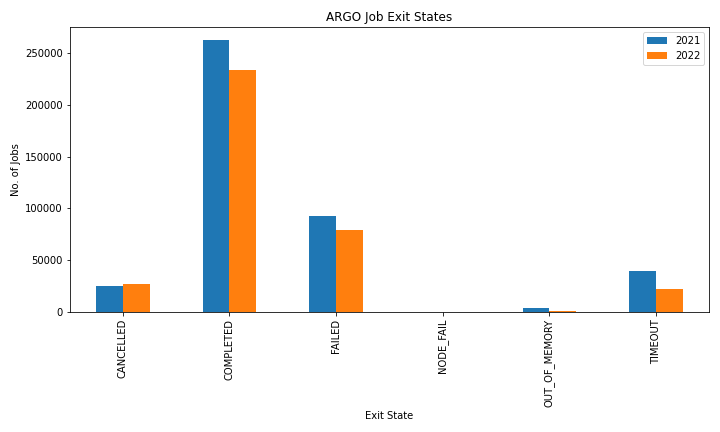 ARGO Job Exit States
2021
2022
250000
200000
150000
100000
50000
0
No. of Jobs
CANCELLED
COMPLETED
FAILED
NODE_FAIL
OUT_OF_MEMORY
TIMEOUT
Exit State